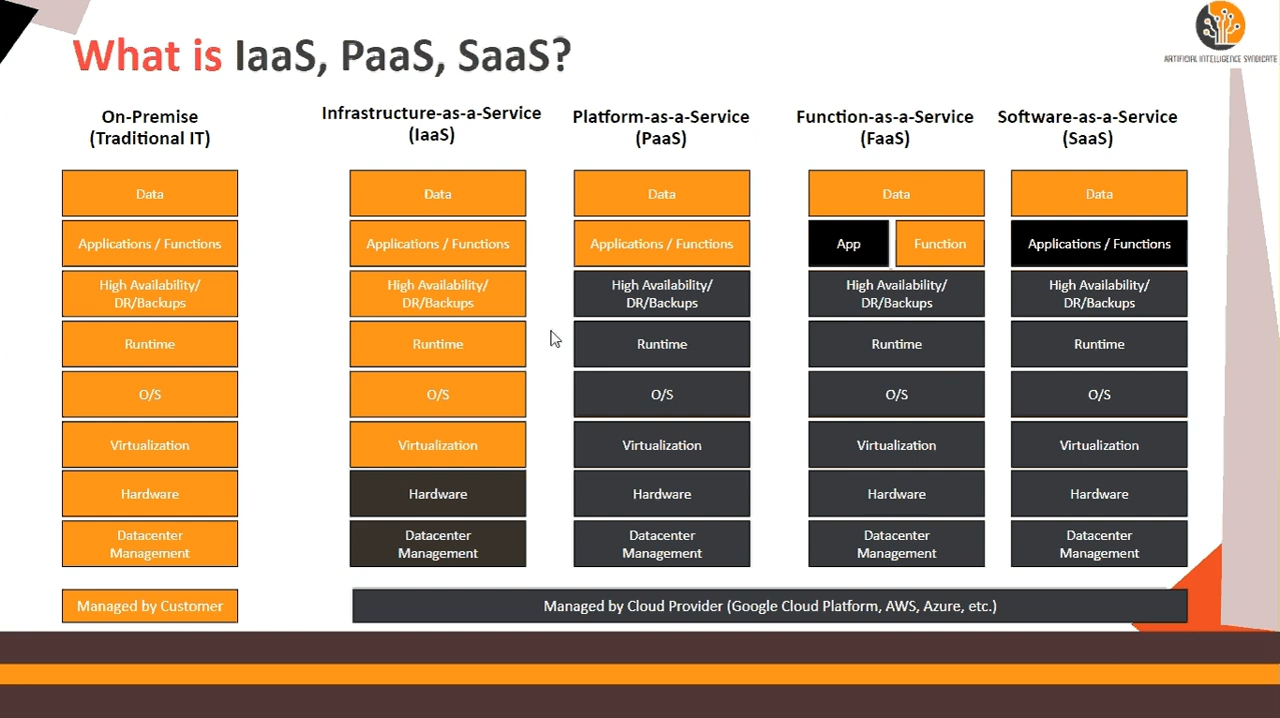 What is IaaS, PaaS, SaaS?
ARTIFICIAL INTELLIGENCE SYNDICATE
On-Premise
(Traditional IT)
Data
Applications / Functions
High Availability/
DR/Backups
Runtime
O/S
Virtualization
Hardware
Datacenter
Management
Managed by Customer
Infrastructure-as-a-Service
(IaaS)
Data
Applications / Functions
High Availability/
DR/Backups
Runtime
O/S
Virtualization
Hardware
Datacenter
Management
Platform-as-a-Service
(PaaS)
Data
Applications / Functions
High Availability/
DR/Backups
Runtime
O/S
Virtualization
Hardware
Datacenter
Management
Function-as-a-Service
(FaaS)
Data
App
Function
High Availability/
DR/Backups
Runtime
O/S
Virtualization
Hardware
Datacenter
Management
Software-as-a-Service
(SaaS)
Data
Applications / Functions
High Availability/
DR/Backups
Runtime
O/S
Virtualization
Hardware
Datacenter
Management
Managed by Cloud Provider (Google Cloud Platform, AWS, Azure, etc.)